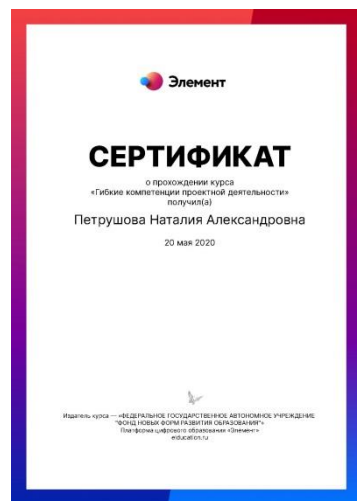 Элемент
СЕРТИФИКАТ
о прохождении курса
«Гибкие компетенции проектной деятельности»
получил(а)
Петрушова Наталия Александровна
20 мая 2020
Издатель курса — «ФЕДЕРАЛЬНОЕ ГОСУДАРСТВЕННОЕ АВТОНОМНОЕ УЧРЕЖДЕНИЕ
"ФОНД НОВЫХ ФОРМ РАЗВИТИЯ ОБРАЗОВАНИЯ"»
Платформа цифрового образования «Элемент»
eiducation.ru